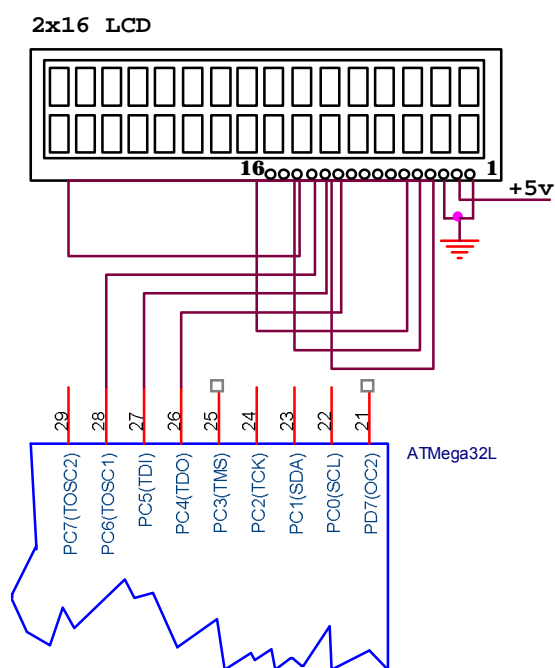 2x16 LCD
16 1
+5v
29 28 27 26 25 24 23 22 21
ATMega32L
PC7(TOSC2)
PC6(TOSC1)
PC5(TDI)
PC4(TDO)
PC3(TMS)
PC2(TCK)
PC1(SDA)
PC0(SCL)
PD7(OC2)